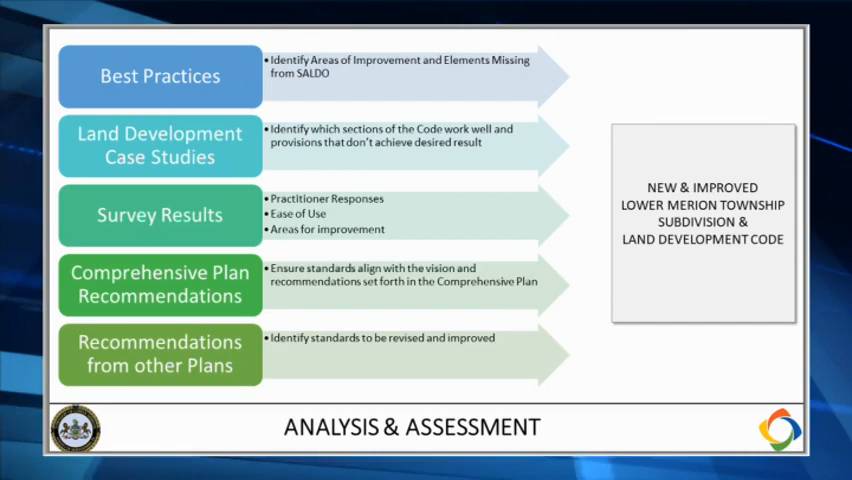 Best Practices
• Identify Areas of Improvement and Elements Missing
from SALDO
Land Development
Case Studies
• Identify which sections of the Code work well and
provisions that don't achieve desired result
Survey Results
• Practitioner Responses
• Ease of Use
• Areas for improvement
Comprehensive Plan
Recommendations
• Ensure standards align with the vision and
recommendations set forth in the Comprehensive Plan
Recommendations
from other Plans
• Identify standards to be revised and improved
NEW & IMPROVED
LOWER MERION TOWNSHIP
SUBDIVISION &
LAND DEVELOPMENT CODE
ANALYSIS & ASSESSMENT